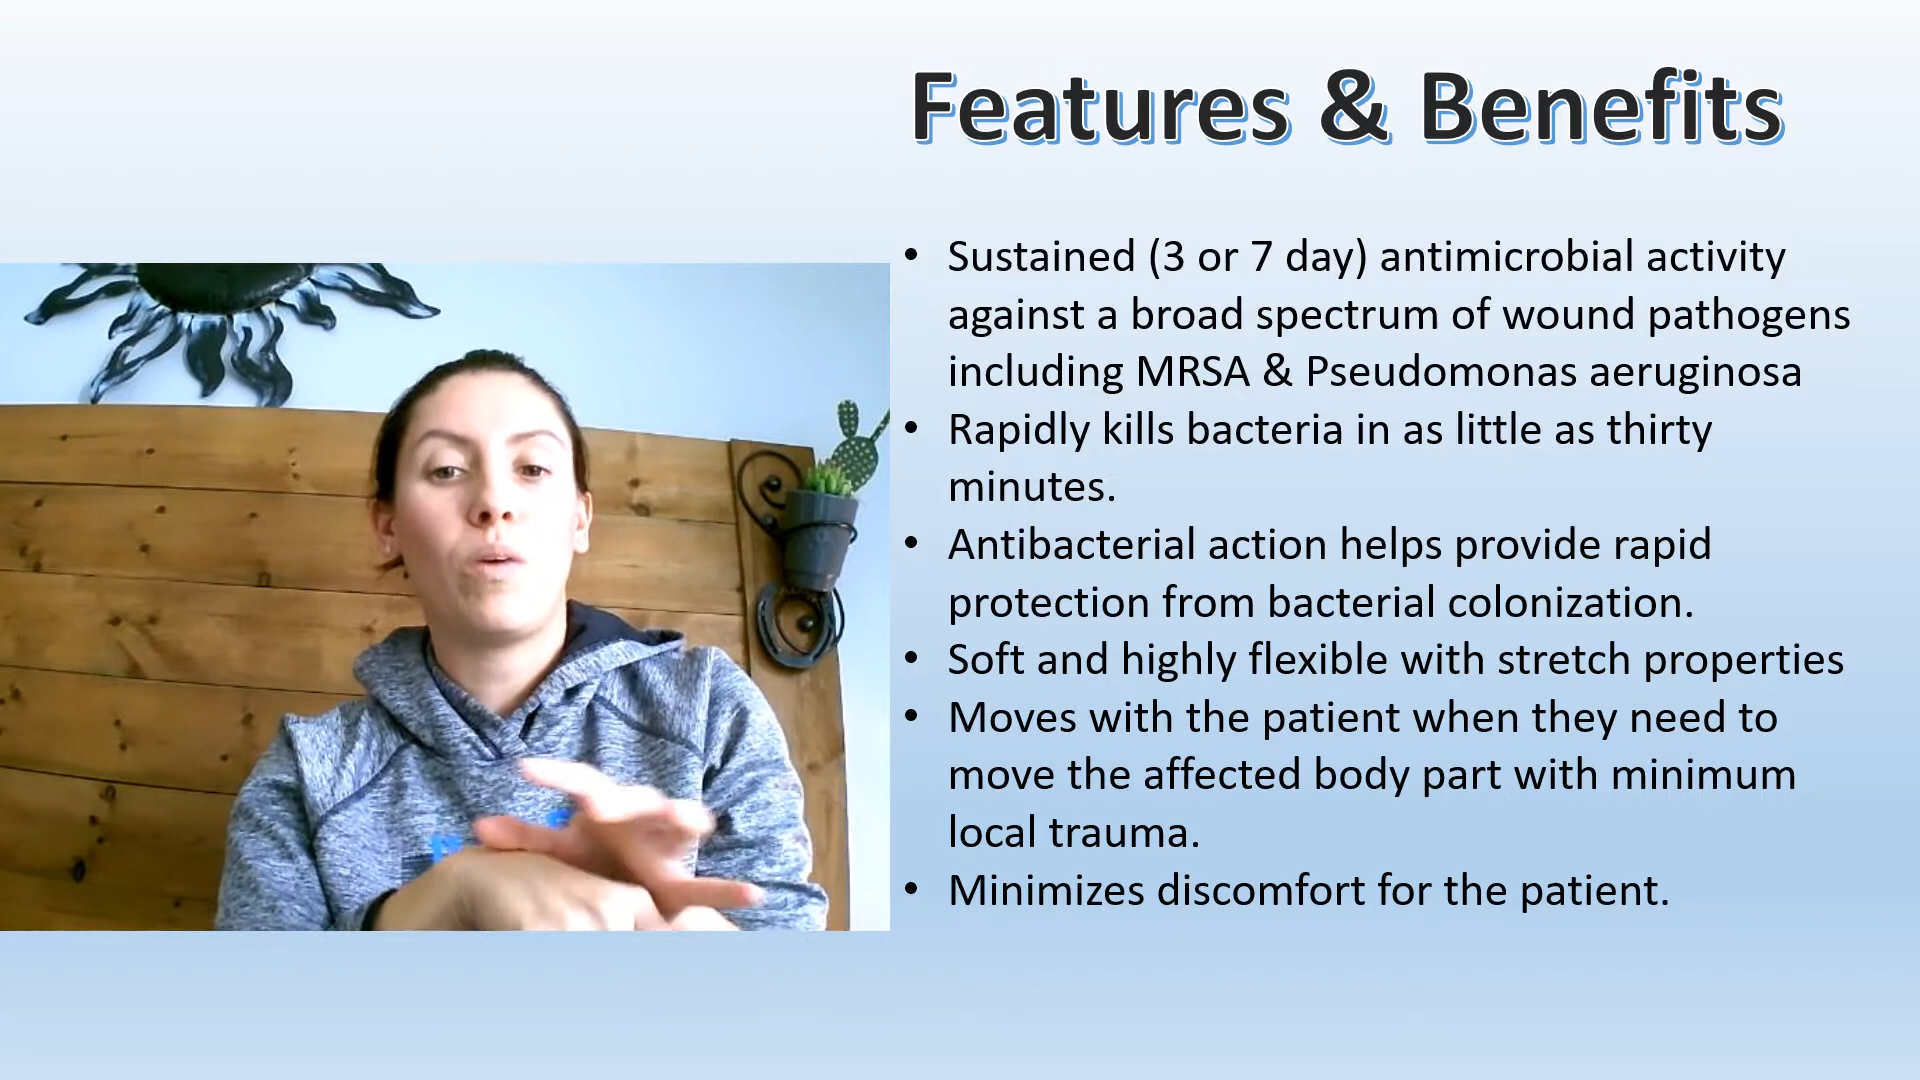 Features & Benefits
• Sustained (3 or 7 day) antimicrobial activity
against a broad spectrum of wound pathogens
including MRSA & Pseudomonas aeruginosa
• Rapidly kills bacteria in as little as thirty
minutes.
• Antibacterial action helps provide rapid
protection from bacterial colonization.
• Soft and highly flexible with stretch properties
• Moves with the patient when they need to
move the affected body part with minimum
local trauma.
• Minimizes discomfort for the patient.